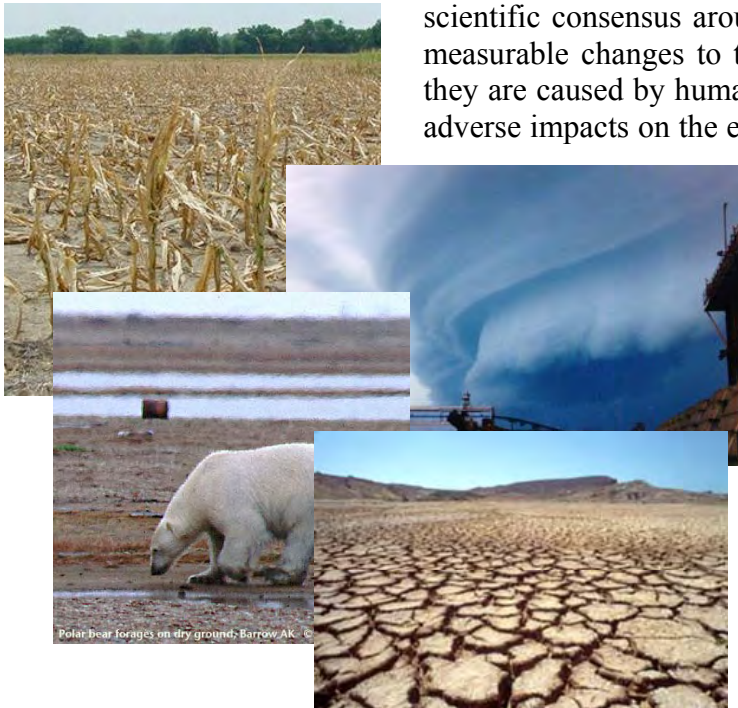 scientific consensus arou
measurable changes to t
they are caused by huma
adverse impacts on the e
Polar bear forages on dry ground, Barrow AK ©